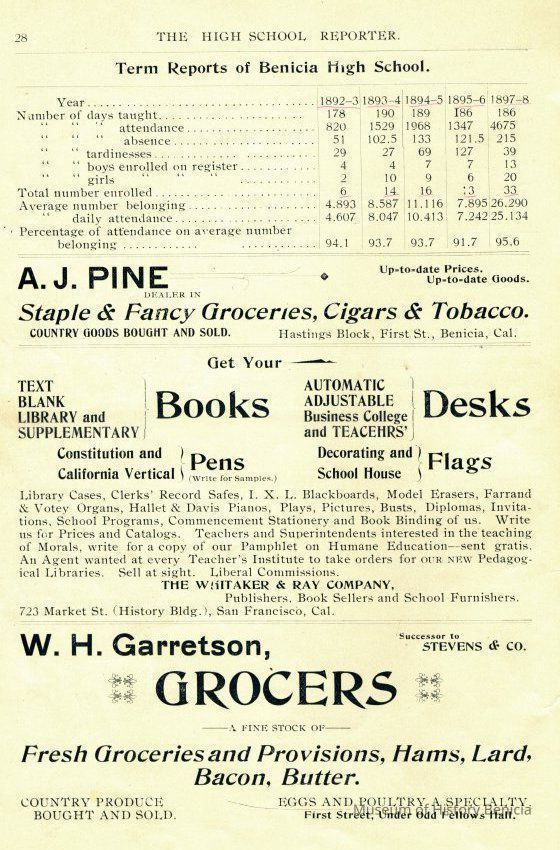 28 THE HIGH SCHOOL REPORTER.
Term Reports of Benicia High School.
Year 1892-3 1893-4 1894-5 1895-6 1897-8
Number of days taught 178 190 189 186 186
“ “ “ attendance 820 1529 1968 1347 4675
“ “ “ absence 51 102.5 133 121.5 215
“ “ tardinesses 29 27 69 127 39
“ “ boys enrolled on register 4 4 7 7 13
“ “ girls “ “ “ 2 10 9 6 20
Total number enrolled 6 14 16 13 33
Average number belonging 4.893 8.587 11.116 7.895 26.290
“ daily attendance 4.607 8.047 10.413 7.242 25.134
Percentage of attendance on average number
belonging 94.1 93.7 93.7 91.7 95.6
A. J. PINE
Up-to-date Prices.
Up-to-date Goods.
DEALER IN
Staple & Fancy Groceries, Cigars & Tobacco.
COUNTRY GOODS BOUGHT AND SOLD. Hastings Block, First St., Benicia, Cal.
Get Your
TEXT
BLANK
LIBRARY and
SUPPLEMENTARY
Books
AUTOMATIC
ADJUSTABLE
Business College
and TEACEHRS'
Desks
Constitution and
California Vertical
Pens
(Write for Samples.)
Decorating and
School House
Flags
Library Cases, Clerks' Record Safes, I. X. L. Blackboards, Model Erasers, Farrand
& Votey Organs, Hallet & Davis Pianos, Plays, Pictures, Busts, Diplomas, Invita-
tions, School Programs, Commencement Stationery and Book Binding of us. Write
us for Prices and Catalogs. Teachers and Superintendents interested in the teaching
of Morals, write for a copy of our Pamphlet on Humane Education—sent gratis.
An Agent wanted at every Teacher's Institute to take orders for OUR NEW Pedagog-
ical Libraries. Sell at sight. Liberal Commissions.
THE WHITAKER & RAY COMPANY,
Publishers, Book Sellers and School Furnishers.
723 Market St. (History Bldg.), San Francisco, Cal.
W. H. Garretson,
Successor to
STEVENS & CO.
GROCERS
A FINE STOCK OF
Fresh Groceries and Provisions, Hams, Lard,
Bacon, Butter.
COUNTRY PRODUCE
BOUGHT AND SOLD.
EGGS AND POULTRY A SPECIALTY.
First Street, Under Odd Fellows Hall.
Museum of History Benicia